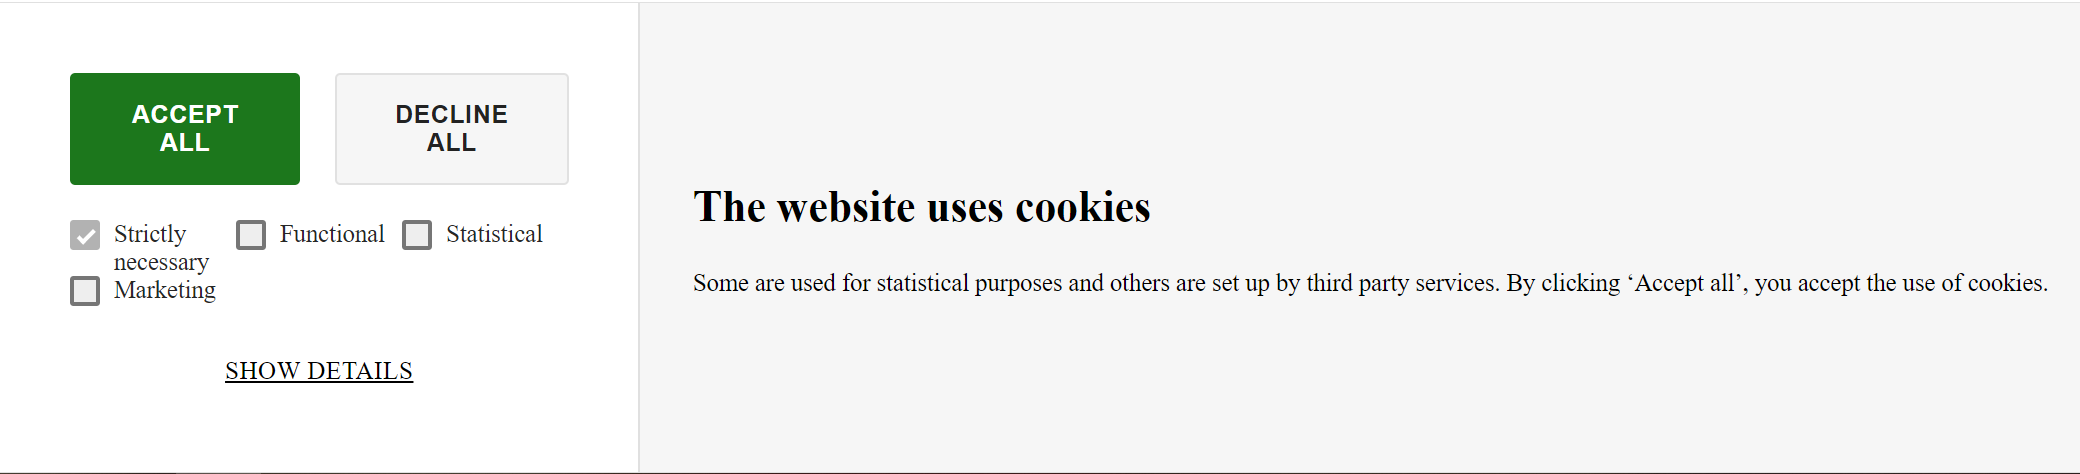 ACCEPT
ALL
DECLINE
ALL
Strictly
necessary
Functional
Statistical
Marketing
SHOW DETAILS
The website uses cookies
Some are used for statistical purposes and others are set up by third party services. By clicking ‘Accept all’, you accept the use of cookies.